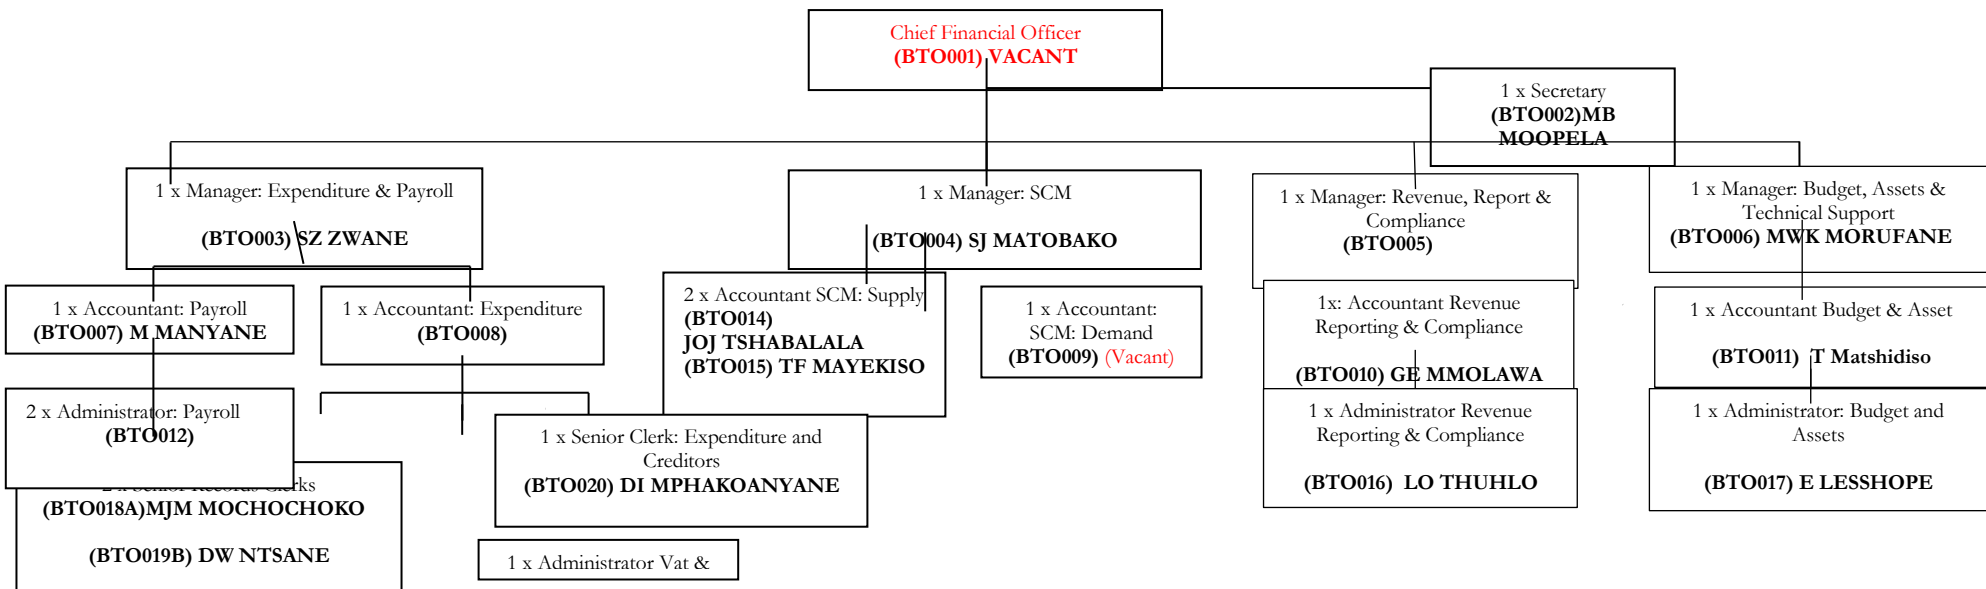 Chief Financial Officer
(BTO001) VACANT
1 x Secretary
(BTO002)MB
MOOPELA
1 x Manager: Expenditure & Payroll
(BTO003) SZ ZWANE
1 x Manager: SCM
(BTO004) SJ MATOBAKO
1 x Manager: Revenue, Report &
Compliance
(BTO005)
1 x Manager: Budget, Assets &
Technical Support
(BTO006) MWK MORUFANE
1 x Accountant: Payroll
(BTO007) M MANYANE
1 x Accountant: Expenditure
(BTO008)
2 x Accountant SCM: Supply
(BTO014)
JOJ TSHABALALA
(BTO015) TF MAYEKISO
1 x Accountant:
SCM: Demand
(BTO009) (Vacant)
1x: Accountant Revenue
Reporting & Compliance
(BTO010) GE MMOLAWA
1 x Accountant Budget & Asset
(BTO011) T Matshidiso
2 x Administrator: Payroll
(BTO012)
2 x Senior Records Clerks
(BTO018A)MJM MOCHOCHOKO
(BTO019B) DW NTSANE
1 x Senior Clerk: Expenditure and
Creditors
(BTO020) DI MPHAKOANYANE
1 x Administrator Vat &
1 x Administrator Revenue
Reporting & Compliance
(BTO016) LO THUHLO
1 x Administrator: Budget and
Assets
(BTO017) E LESSHOPE